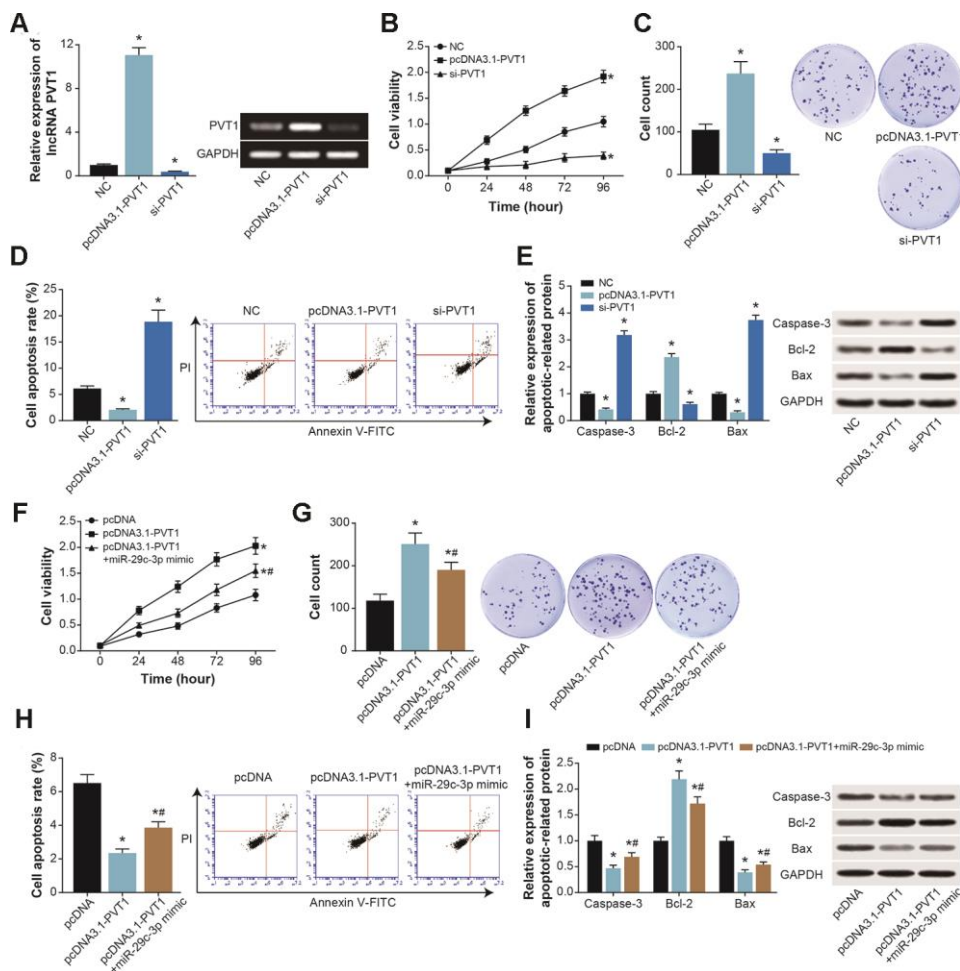 A
Relative expression of
lncRNA PVT1
12
8
4
0
NC
pcDNA3.1-PVT1
si-PVT1
*
*
PVT1
GAPDH
NC
pcDNA3.1-PVT1
si-PVT1
B
NC
pcDNA3.1-PVT1
si-PVT1
Cell viability
2.5
2.0
1.5
1.0
0.5
0.0
*
*
0 24 48 72 96
Time (hour)
C
Cell count
300
200
100
0
*
*
NC
pcDNA3.1-PVT1
si-PVT1
NC
pcDNA3.1-PVT1
si-PVT1
D
Cell apoptosis rate (%)
25
20
15
10
5
0
*
*
NC
pcDNA3.1-PVT1
si-PVT1
NC pcDNA3.1-PVT1 si-PVT1
PI
Annexin V-FITC
E
NC
pcDNA3.1-PVT1
si-PVT1
Relative expression of
apoptotic-related protein
5
4
3
2
1
0
* * * * * *
Caspase-3 Bcl-2 Bax
Caspase-3
Bcl-2
Bax
GAPDH
NC
pcDNA3.1-PVT1
si-PVT1
F
pcDNA
pcDNA3.1-PVT1
pcDNA3.1-PVT1
+miR-29c-3p mimic
Cell viability
2.5
2.0
1.5
1.0
0.5
0.0
*
*#
0 24 48 72 96
Time (hour)
G
Cell count
300
200
100
0
*
*#
pcDNA
pcDNA3.1-PVT1
pcDNA3.1-PVT1
+miR-29c-3p mimic
pcDNA
pcDNA3.1-PVT1
pcDNA3.1-PVT1
+miR-29c-3p mimic
H
Cell apoptosis rate (%)
8
6
4
2
0
*
*#
pcDNA
pcDNA3.1-PVT1
pcDNA3.1-PVT1
+miR-29c-3p mimic
pcDNA pcDNA3.1-PVT1 pcDNA3.1-PVT1
+miR-29c-3p mimic
PI
Annexin V-FITC
I
pcDNA pcDNA3.1-PVT1 pcDNA3.1-PVT1+miR-29c-3p mimic
Relative expression of
apoptotic-related protein
2.5
2.0
1.5
1.0
0.5
0.0
* *# * *# * *#
Caspase-3 Bcl-2 Bax
Caspase-3
Bcl-2
Bax
GAPDH
pcDNA
pcDNA3.1-PVT1
pcDNA3.1-PVT1
+miR-29c-3p mimic